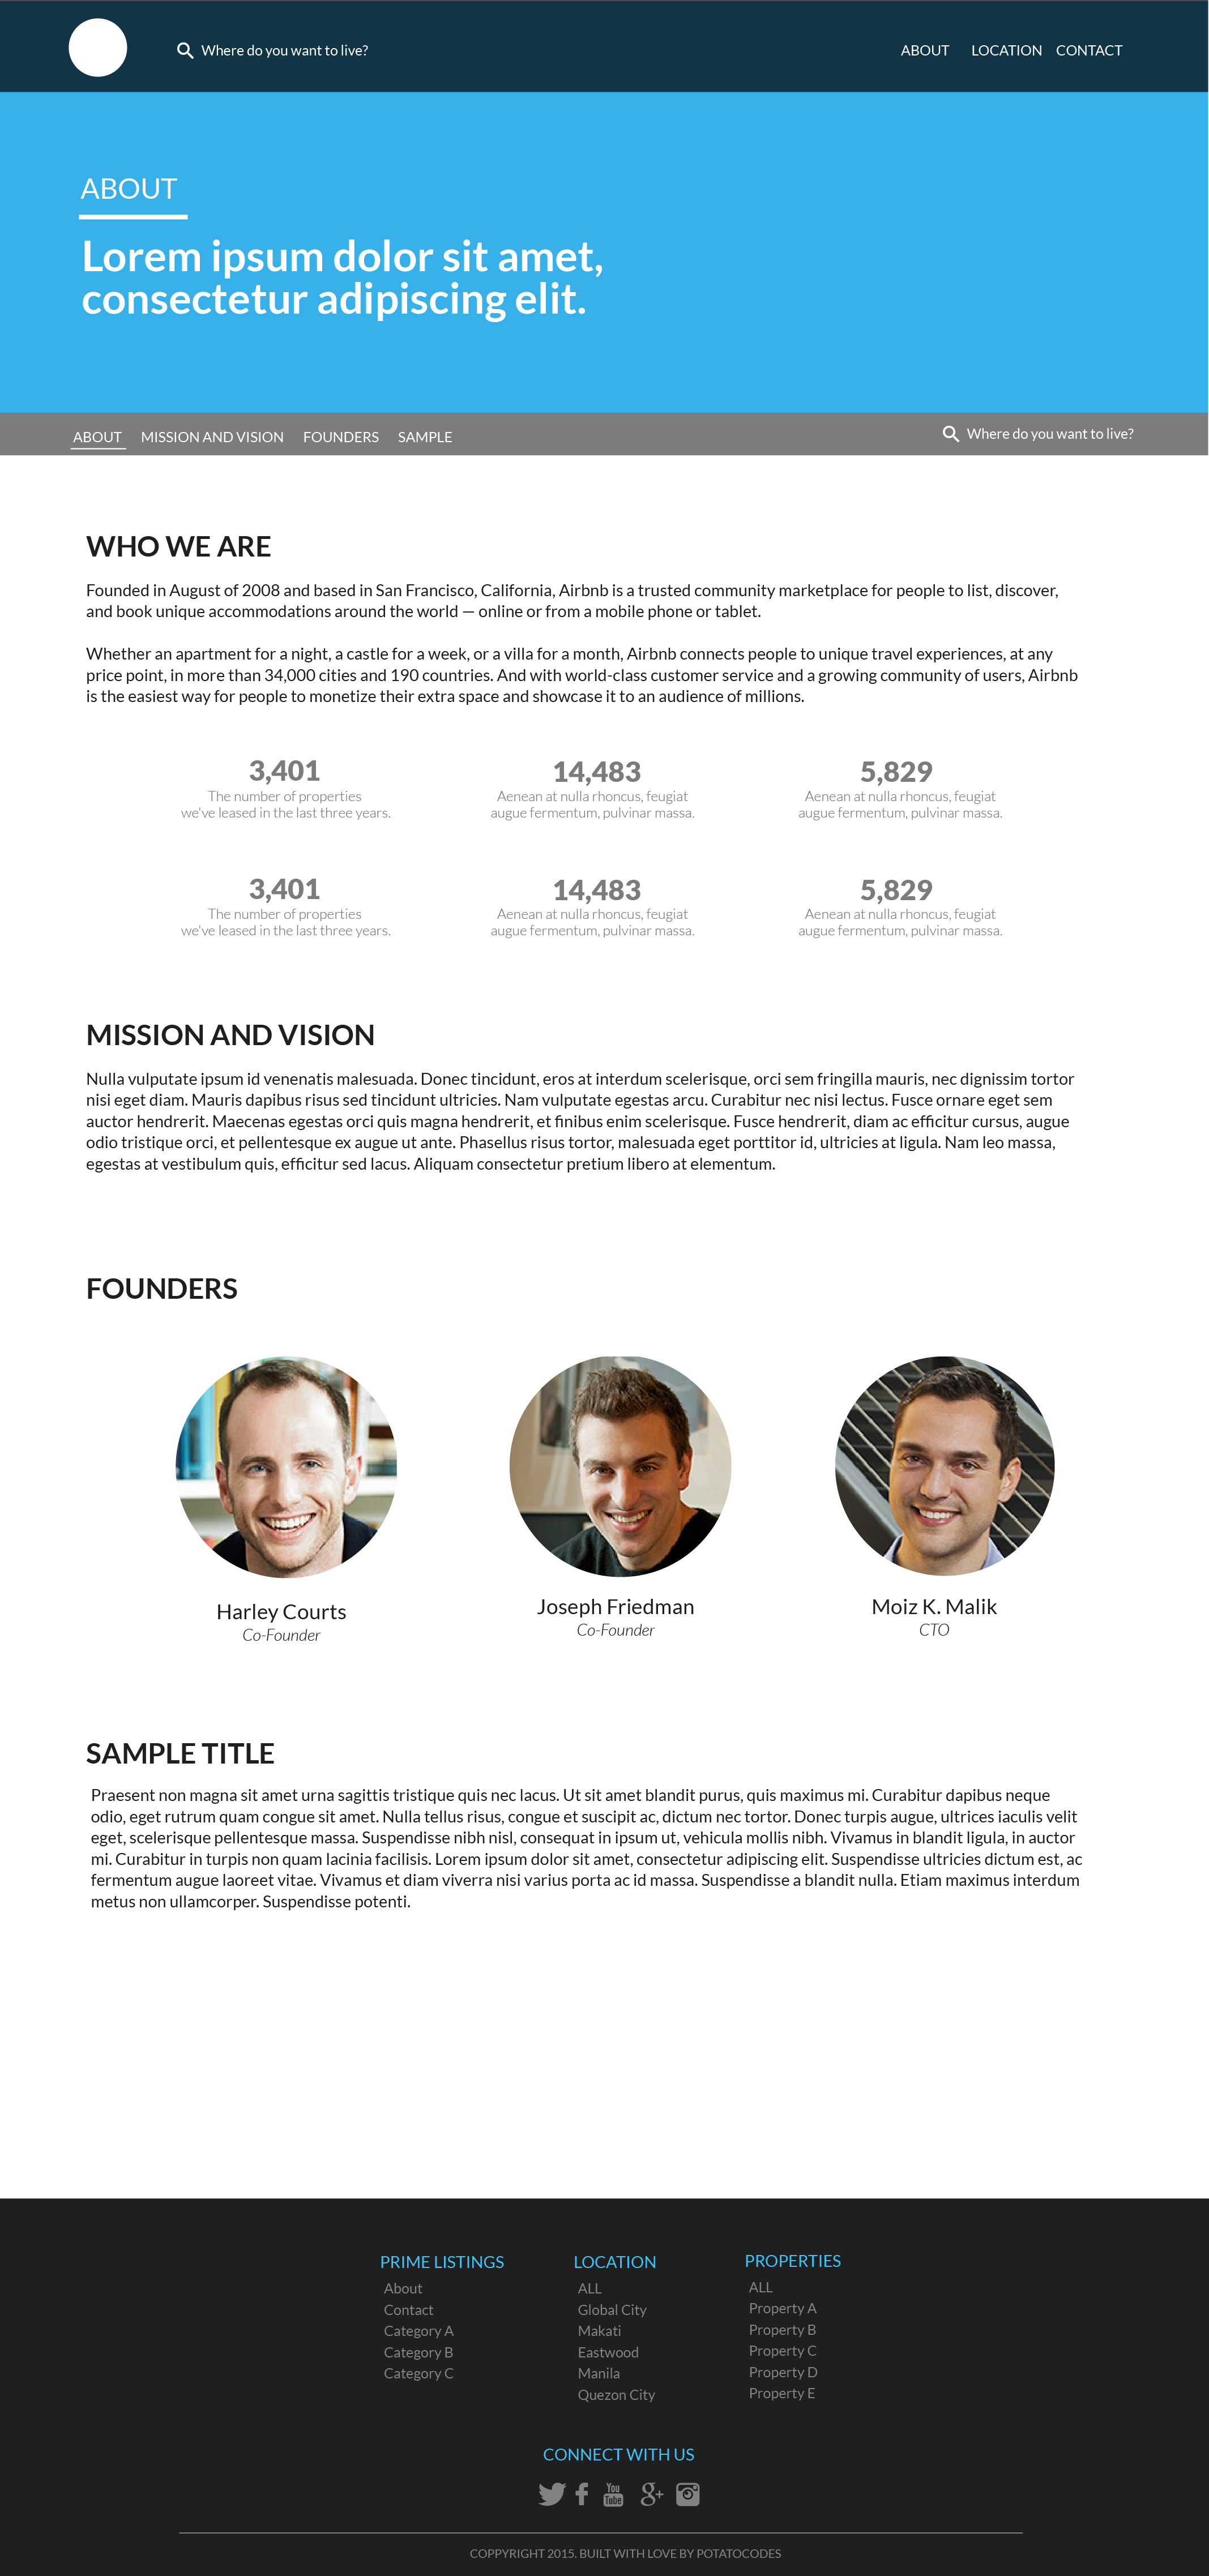 Where do you want to live?
ABOUT LOCATION CONTACT
ABOUT
Lorem ipsum dolor sit amet,
consectetur adipiscing elit.
ABOUT MISSION AND VISION FOUNDERS SAMPLE
Where do you want to live?
WHO WE ARE
Founded in August of 2008 and based in San Francisco, California, Airbnb is a trusted community marketplace for people to list, discover,
and book unique accommodations around the world — online or from a mobile phone or tablet.
Whether an apartment for a night, a castle for a week, or a villa for a month, Airbnb connects people to unique travel experiences, at any
price point, in more than 34,000 cities and 190 countries. And with world-class customer service and a growing community of users, Airbnb
is the easiest way for people to monetize their extra space and showcase it to an audience of millions.
3,401
The number of properties
we've leased in the last three years.
14,483
Aenean at nulla rhoncus, feugiat
augue fermentum, pulvinar massa.
5,829
Aenean at nulla rhoncus, feugiat
augue fermentum, pulvinar massa.
3,401
The number of properties
we've leased in the last three years.
14,483
Aenean at nulla rhoncus, feugiat
augue fermentum, pulvinar massa.
5,829
Aenean at nulla rhoncus, feugiat
augue fermentum, pulvinar massa.
MISSION AND VISION
Nulla vulputate ipsum id venenatis malesuada. Donec tincidunt, eros at interdum scelerisque, orci sem fringilla mauris, nec dignissim tortor
nisi eget diam. Mauris dapibus risus sed tincidunt ultricies. Nam vulputate egestas arcu. Curabitur nec nisi lectus. Fusce ornare eget sem
auctor hendrerit. Maecenas egestas orci quis magna hendrerit, et finibus enim scelerisque. Fusce hendrerit, diam ac efficitur cursus, augue
odio tristique orci, et pellentesque ex augue ut ante. Phasellus risus tortor, malesuada eget porttitor id, ultricies at ligula. Nam leo massa,
egestas at vestibulum quis, efficitur sed lacus. Aliquam consectetur pretium libero at elementum.
FOUNDERS
Harley Courts
Co-Founder
Joseph Friedman
Co-Founder
Moiz K. Malik
CTO
SAMPLE TITLE
Praesent non magna sit amet urna sagittis tristique quis nec lacus. Ut sit amet blandit purus, quis maximus mi. Curabitur dapibus neque
odio, eget rutrum quam congue sit amet. Nulla tellus risus, congue et suscipit ac, dictum nec tortor. Donec turpis augue, ultrices iaculis velit
eget, scelerisque pellentesque massa. Suspendisse nibh nisl, consequat in ipsum ut, vehicula mollis nibh. Vivamus in blandit ligula, in auctor
mi. Curabitur in turpis non quam lacinia facilisis. Lorem ipsum dolor sit amet, consectetur adipiscing elit. Suspendisse ultricies dictum est, ac
fermentum augue laoreet vitae. Vivamus et diam viverra nisi varius porta ac id massa. Suspendisse a blandit nulla. Etiam maximus interdum
metus non ullamcorper. Suspendisse potenti.
PRIME LISTINGS
About
Contact
Category A
Category B
Category C
LOCATION
ALL
Global City
Makati
Eastwood
Manila
Quezon City
PROPERTIES
ALL
Property A
Property B
Property C
Property D
Property E
CONNECT WITH US
You
Tube
g+
COPPYRIGHT 2015. BUILT WITH LOVE BY POTATOCODES